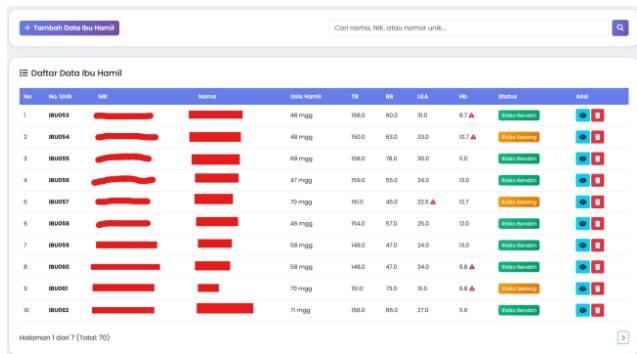 + Tambah Data Ibu Hamil
Cari nama, NIK, atau nomor unik...
Daftar Data Ibu Hamil
No No. Unik NIK Nama Usia Hamil TB BB LILA Hb Status Aksi
1 IBU053 48 mgg 158.0 60.0 31.0 9.7 Risiko Rendah
2 IBU054 48 mgg 150.0 63.0 33.0 10.7 Risiko Sedang
3 IBU055 68 mgg 158.0 76.0 30.0 11.0 Risiko Rendah
4 IBU056 47 mgg 159.0 55.0 24.0 13.0 Risiko Rendah
5 IBU057 70 mgg 161.0 45.0 22.5 12.7 Risiko Sedang
6 IBU058 46 mgg 154.0 57.0 25.0 12.0 Risiko Rendah
7 IBU059 58 mgg 148.0 47.0 24.0 13.0 Risiko Rendah
8 IBU060 58 mgg 148.0 47.0 24.0 9.8 Risiko Rendah
9 IBU061 70 mgg 151.0 73.0 31.0 9.8 Risiko Sedang
10 IBU062 71 mgg 158.0 66.0 27.0 11.6 Risiko Rendah
Halaman 1 dari 7 (Total: 70)